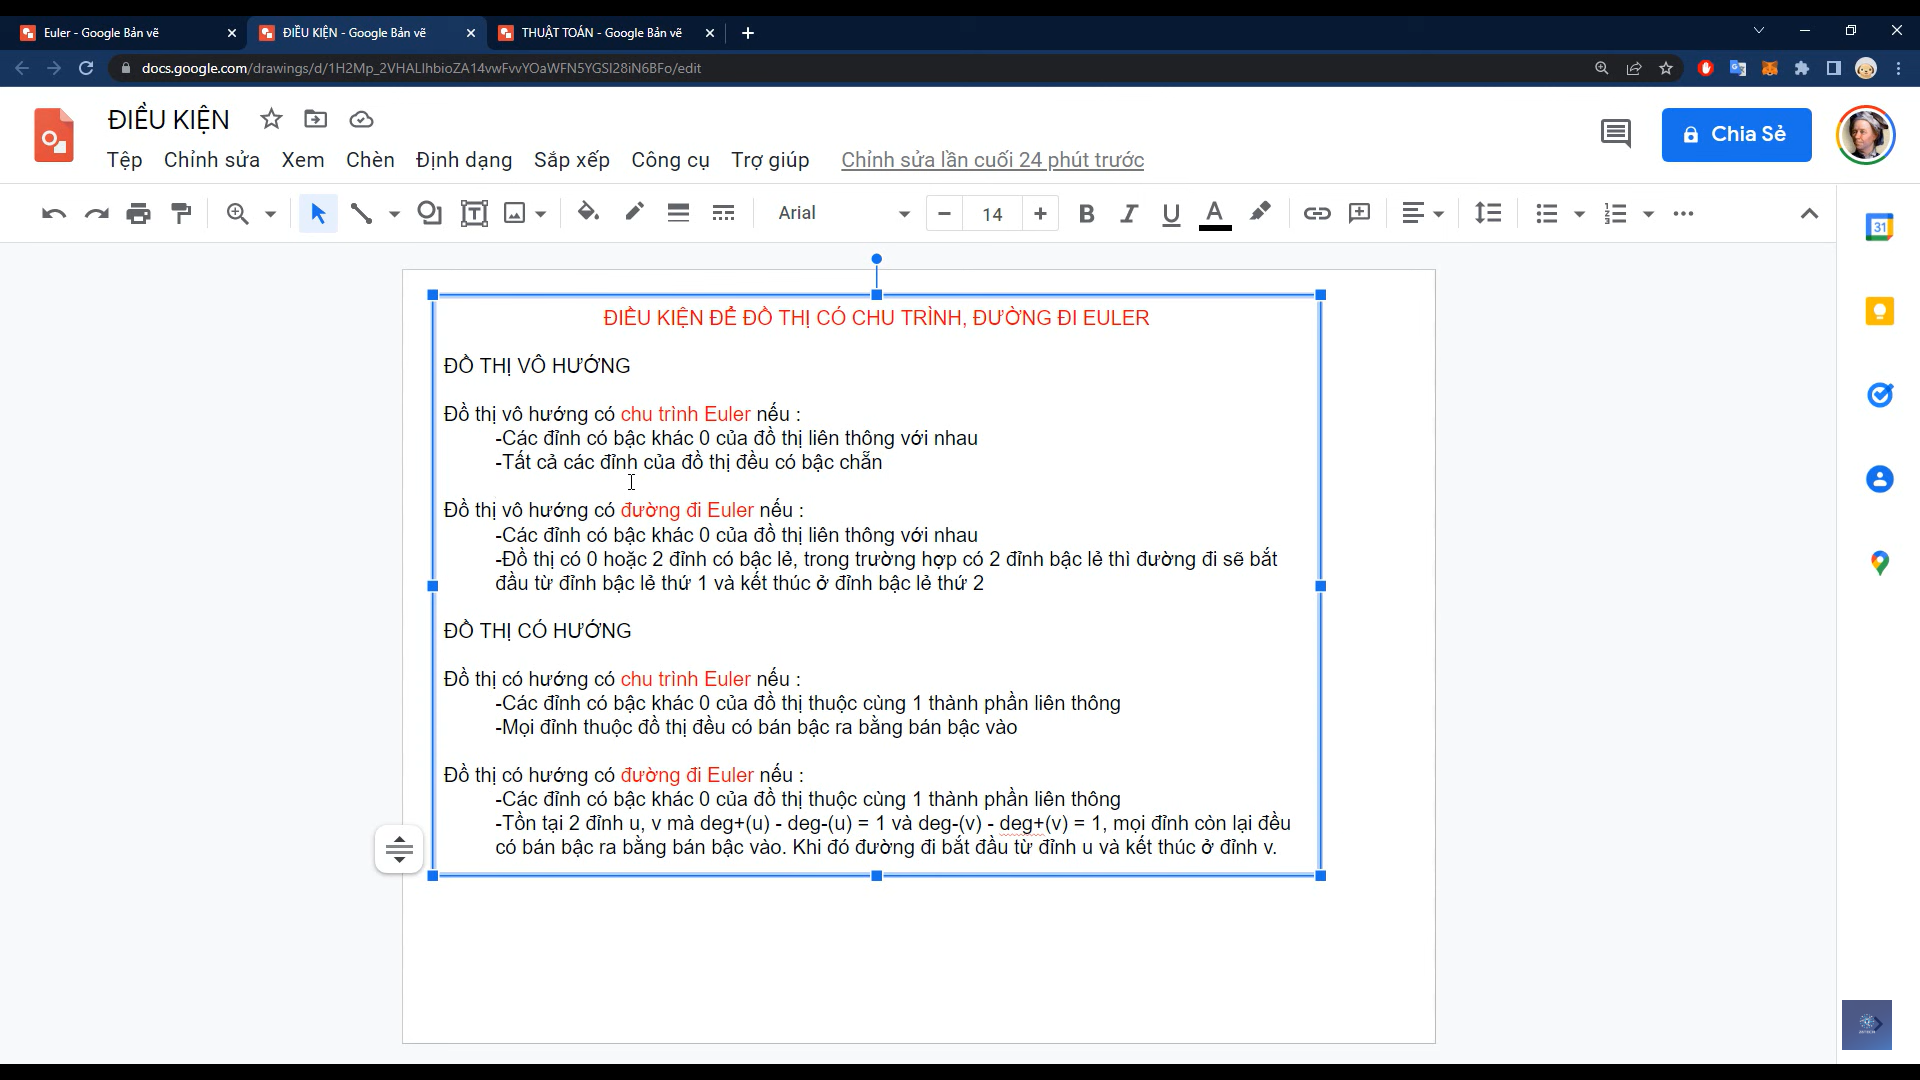 Euler - Google Bản vẽ
ĐIỀU KIỆN - Google Bản vẽ
THUẬT TOÁN - Google Bản vẽ
docs.google.com/drawings/d/1H2Mp_2VHALIhbioZA14vwFvvYOaWFN5YGSI28iN6BFo/edit
ĐIỀU KIỆN
Chia Sẻ
Tệp Chỉnh sửa Xem Chèn Định dạng Sắp xếp Công cụ Trợ giúp Chỉnh sửa lần cuối 24 phút trước
Arial 14
31
ĐIỀU KIỆN ĐỂ ĐỒ THỊ CÓ CHU TRÌNH, ĐƯỜNG ĐI EULER
ĐỒ THỊ VÔ HƯỚNG
Đồ thị vô hướng có chu trình Euler nếu :
-Các đỉnh có bậc khác 0 của đồ thị liên thông với nhau
-Tất cả các đỉnh của đồ thị đều có bậc chẵn
Đồ thị vô hướng có đường đi Euler nếu :
-Các đỉnh có bậc khác 0 của đồ thị liên thông với nhau
-Đồ thị có 0 hoặc 2 đỉnh có bậc lẻ, trong trường hợp có 2 đỉnh bậc lẻ thì đường đi sẽ bắt
đầu từ đỉnh bậc lẻ thứ 1 và kết thúc ở đỉnh bậc lẻ thứ 2
ĐỒ THỊ CÓ HƯỚNG
Đồ thị có hướng có chu trình Euler nếu :
-Các đỉnh có bậc khác 0 của đồ thị thuộc cùng 1 thành phần liên thông
-Mọi đỉnh thuộc đồ thị đều có bán bậc ra bằng bán bậc vào
Đồ thị có hướng có đường đi Euler nếu :
-Các đỉnh có bậc khác 0 của đồ thị thuộc cùng 1 thành phần liên thông
-Tồn tại 2 đỉnh u, v mà deg+(u) - deg-(u) = 1 và deg-(v) - deg+(v) = 1, mọi đỉnh còn lại đều
có bán bậc ra bằng bán bậc vào. Khi đó đường đi bắt đầu từ đỉnh u và kết thúc ở đỉnh v.